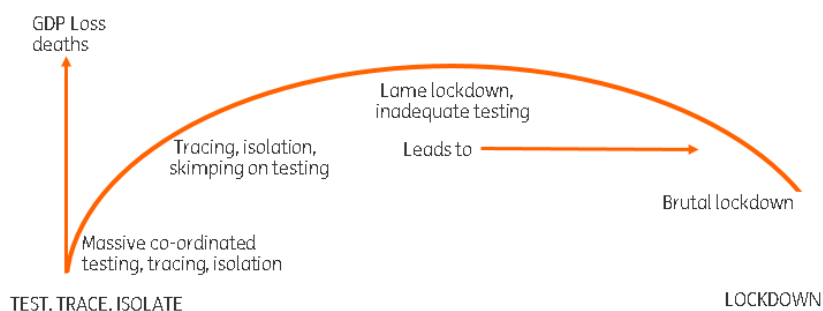 GDP Loss
deaths
Lame lockdown,
inadequate testing
Tracing, isolation,
skimping on testing
Leads to
Brutal lockdown
Massive co-ordinated
testing, tracing, isolation
TEST. TRACE. ISOLATE
LOCKDOWN